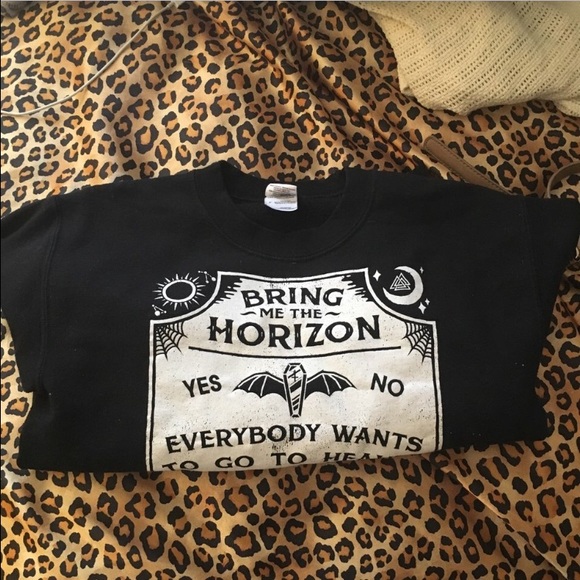 BRING
ME THE
HORIZON
YES NO
EVERYBODY WANTS
TO GO TO